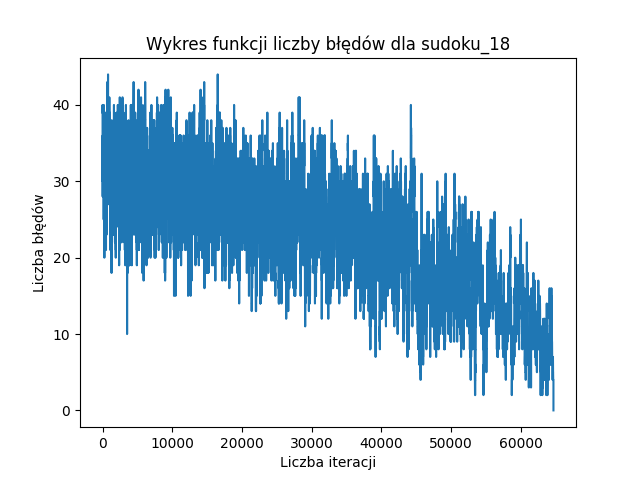 Wykres funkcji liczby błędów dla sudoku_18
Liczba błędów
40
30
20
10
0
0 10000 20000 30000 40000 50000 60000
Liczba iteracji